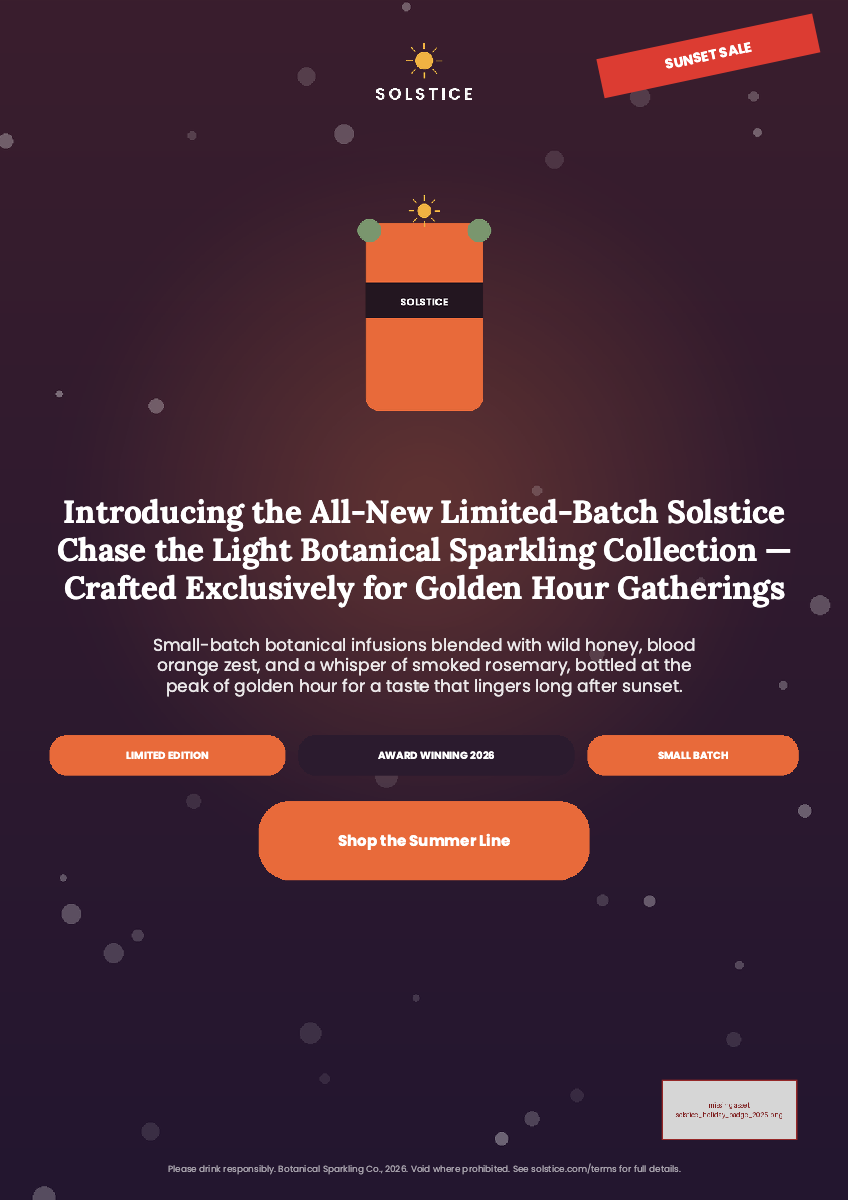 SUNSET SALE
SOLSTICE
SOLSTICE
Introducing the All-New Limited-Batch Solstice
Chase the Light Botanical Sparkling Collection —
Crafted Exclusively for Golden Hour Gatherings
Small-batch botanical infusions blended with wild honey, blood
orange zest, and a whisper of smoked rosemary, bottled at the
peak of golden hour for a taste that lingers long after sunset.
LIMITED EDITION
AWARD WINNING 2026
SMALL BATCH
Shop the Summer Line
missing asset
solstice_holiday_badge_2025.png
Please drink responsibly. Botanical Sparkling Co., 2026. Void where prohibited. See solstice.com/terms for full details.